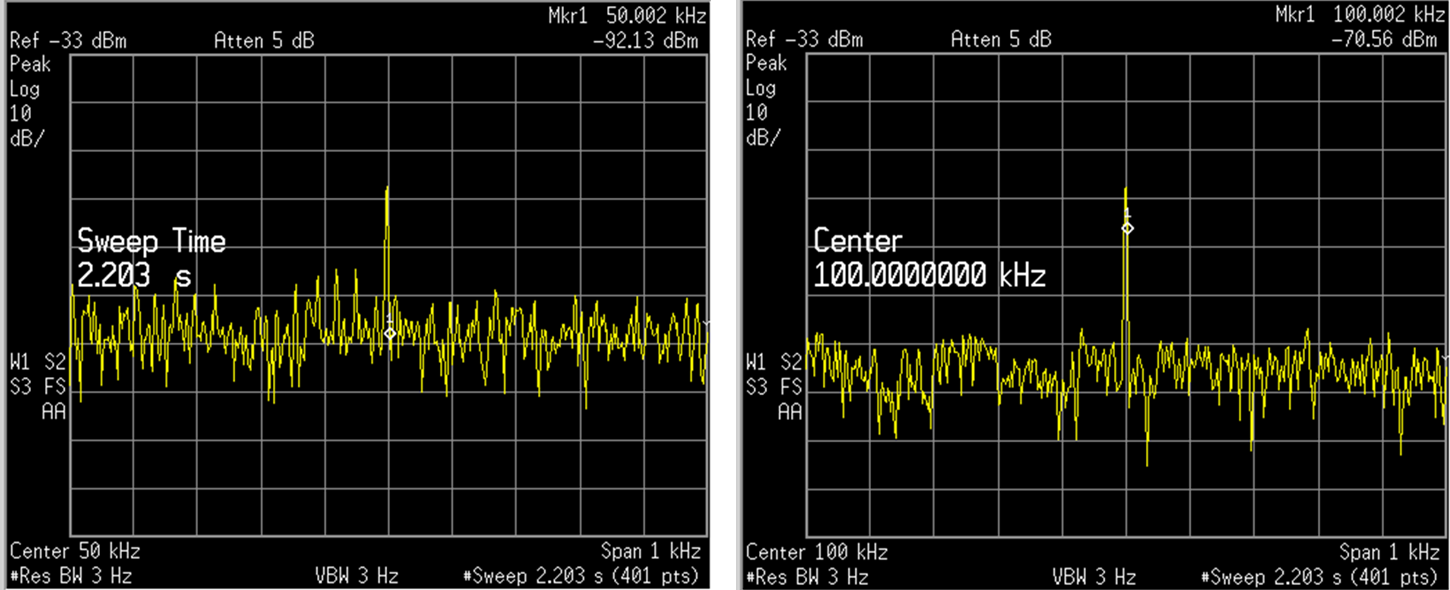 Mkr1 50.002 kHz
Ref -33 dBm Atten 5 dB -92.13 dBm
Peak
Log
10
dB/
Sweep Time
2.203 s
1
W1 S2
S3 FS
AA
Center 50 kHz Span 1 kHz
#Res BW 3 Hz VBW 3 Hz #Sweep 2.203 s (401 pts)
Mkr1 100.002 kHz
Ref -33 dBm Atten 5 dB -70.56 dBm
Peak
Log
10
dB/
Center
100.0000000 kHz
1
W1 S2
S3 FS
AA
Center 100 kHz Span 1 kHz
#Res BW 3 Hz VBW 3 Hz #Sweep 2.203 s (401 pts)